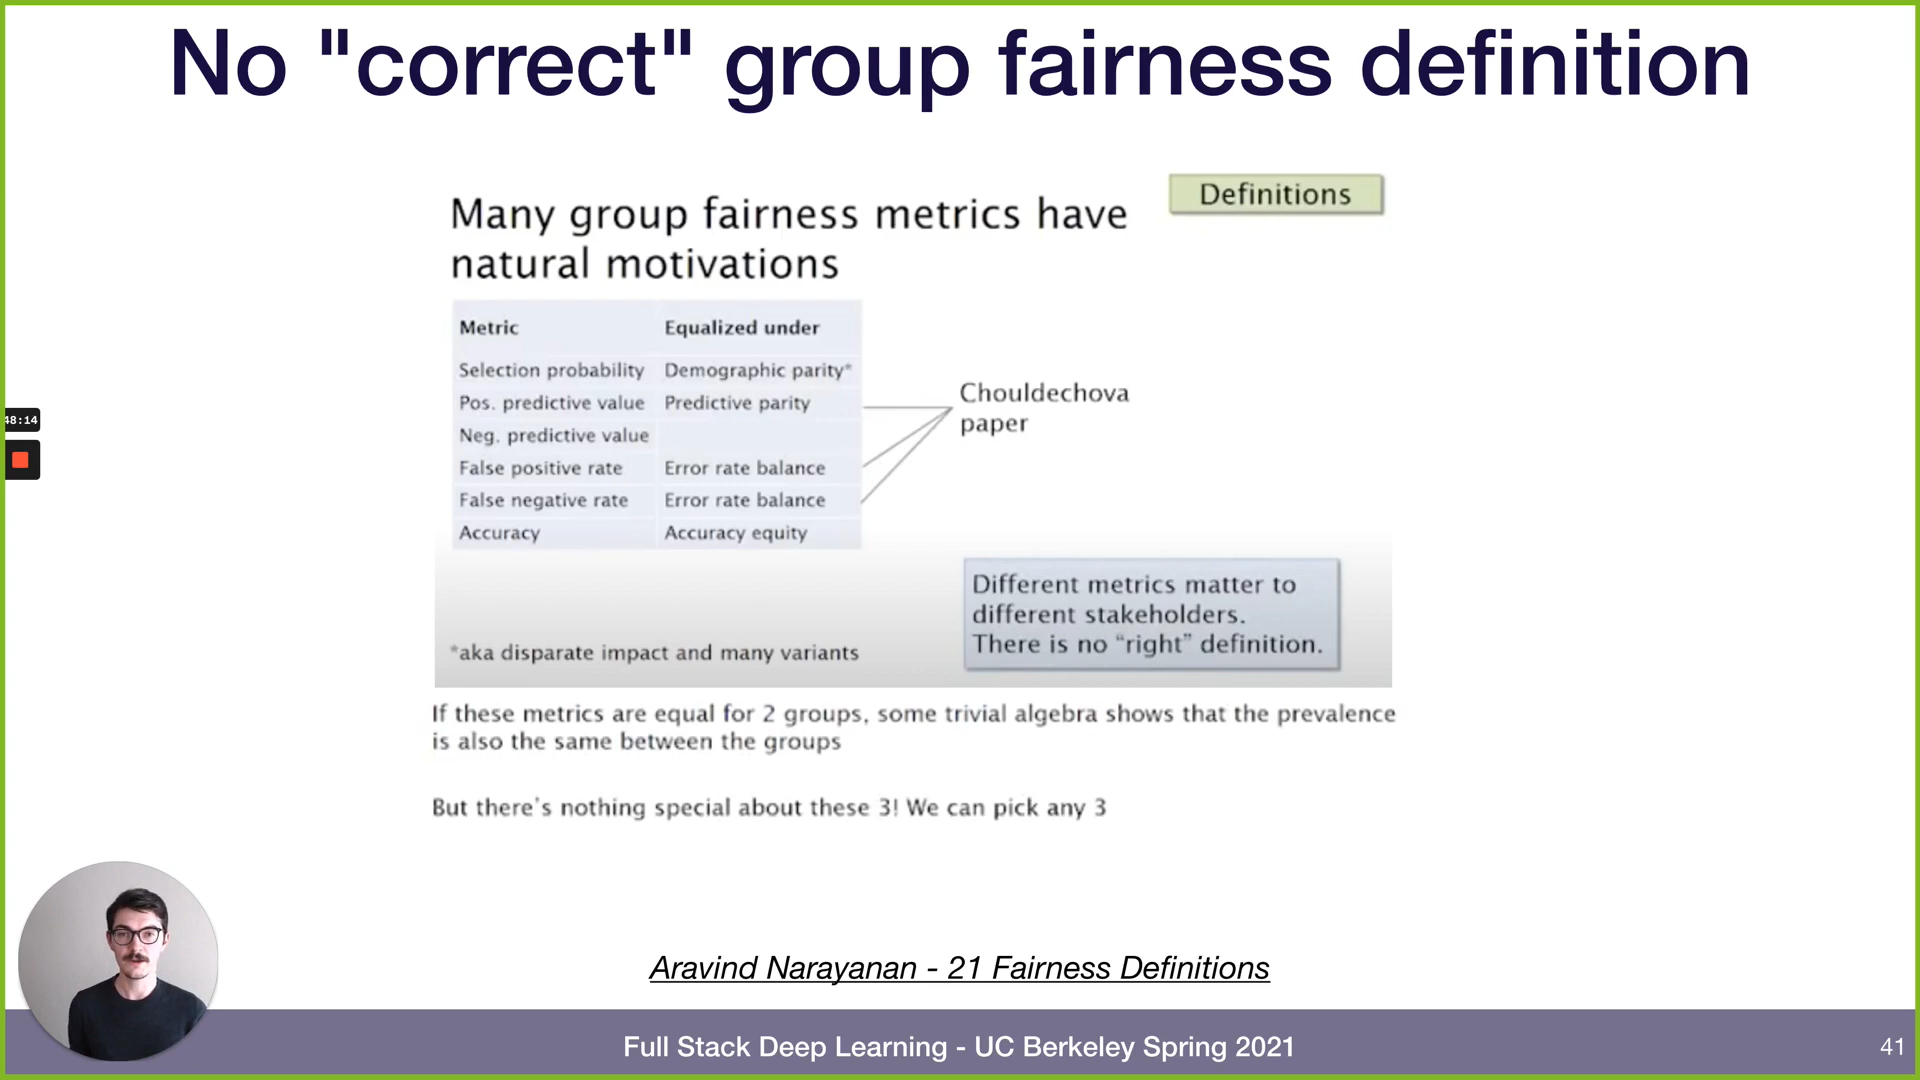 No "correct" group fairness definition
Definitions
Many group fairness metrics have
natural motivations
Metric Equalized under
Selection probability Demographic parity*
Pos. predictive value Predictive parity
Neg. predictive value
False positive rate Error rate balance
False negative rate Error rate balance
Accuracy Accuracy equity
Chouldechova
paper
Different metrics matter to
different stakeholders.
There is no “right” definition.
*aka disparate impact and many variants
If these metrics are equal for 2 groups, some trivial algebra shows that the prevalence
is also the same between the groups
But there's nothing special about these 3! We can pick any 3
48:14
Aravind Narayanan - 21 Fairness Definitions
Full Stack Deep Learning - UC Berkeley Spring 2021
41